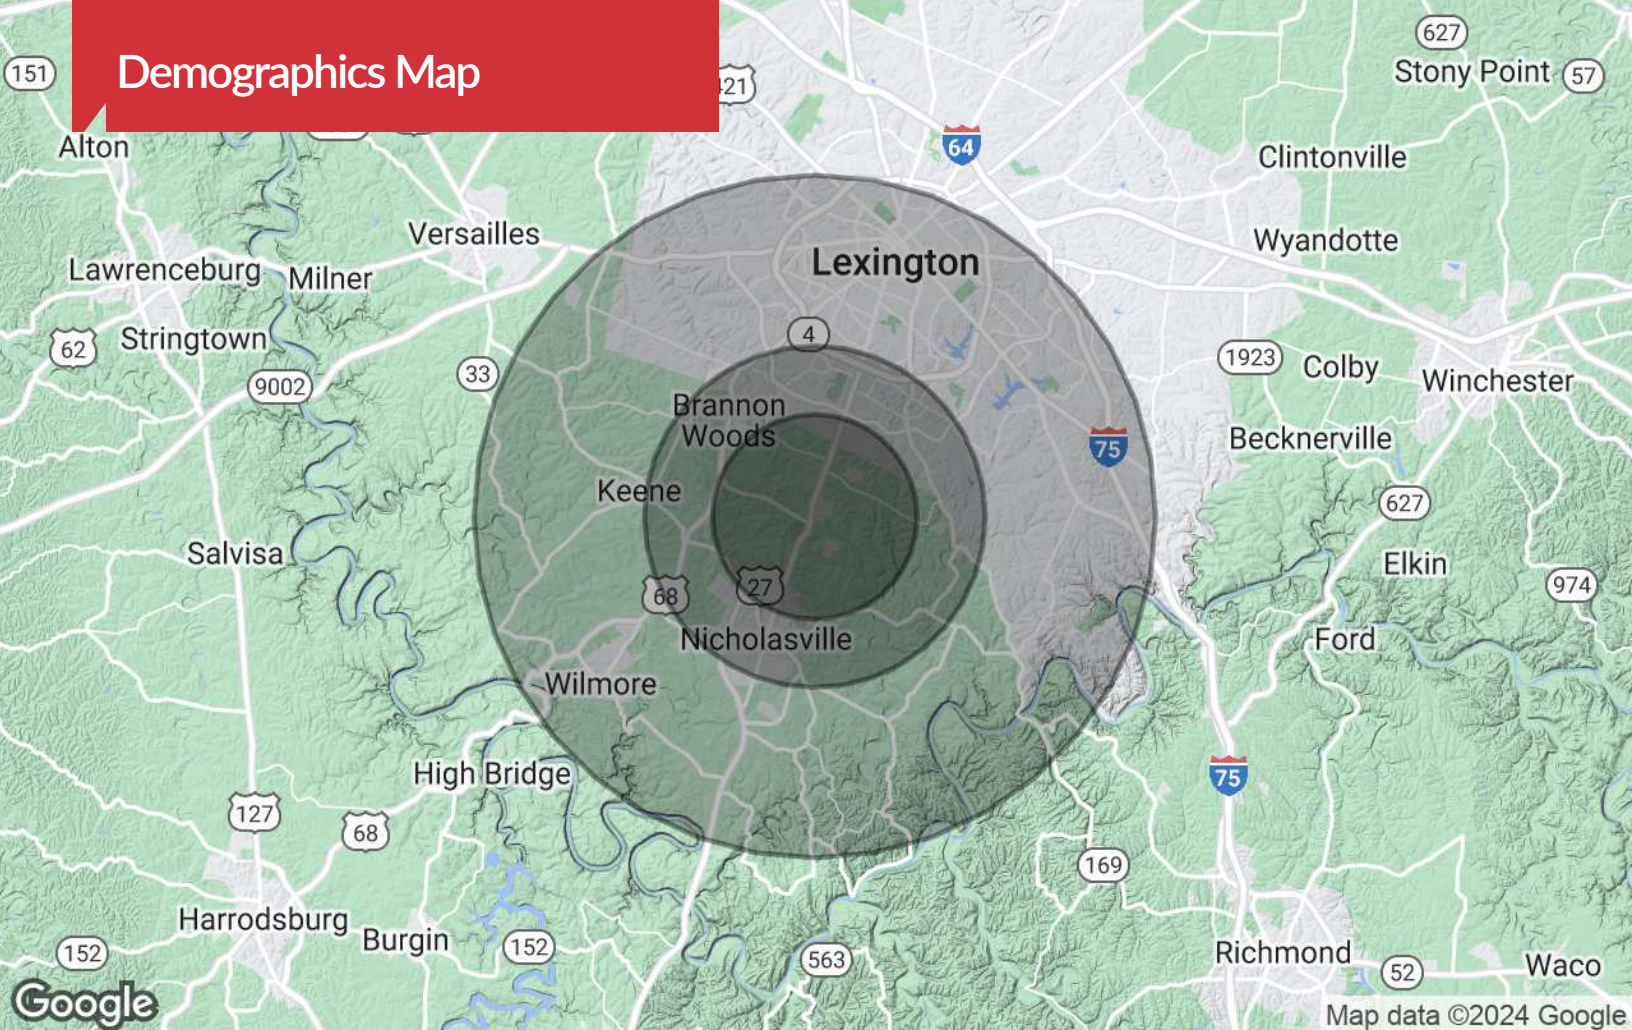 Demographics Map
627
Stony Point
57
151
421
Alton
64
Clintonville
Versailles
Wyandotte
Lexington
Lawrenceburg
Milner
4
Stringtown
62
1923
Colby
33
9002
Winchester
Brannon
Woods
75
Becknerville
Keene
627
Salvisa
Elkin
974
27
68
Nicholasville
Ford
Wilmore
High Bridge
75
127
68
169
Harrodsburg
Burgin
152
152
563
Richmond
52
Waco
Google
Map data ©2024 Google